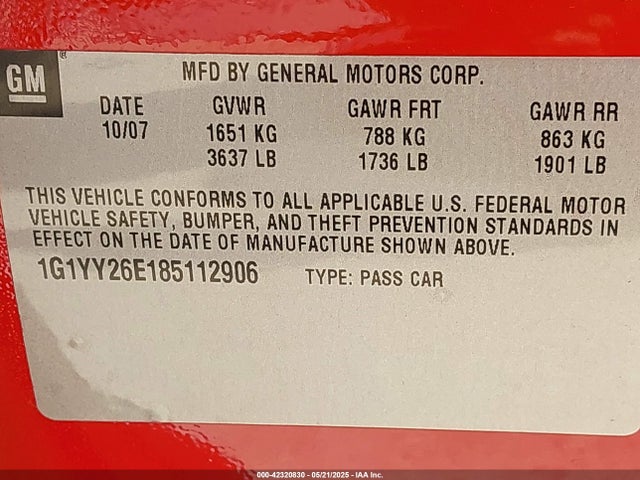 GM
®
MFD BY GENERAL MOTORS CORP.
DATE GVWR GAWR FRT GAWR RR
10/07 1651 KG 788 KG 863 KG
3637 LB 1736 LB 1901 LB
THIS VEHICLE CONFORMS TO ALL APPLICABLE U.S. FEDERAL MOTOR
VEHICLE SAFETY, BUMPER, AND THEFT PREVENTION STANDARDS IN
EFFECT ON THE DATE OF MANUFACTURE SHOWN ABOVE.
1G1YY26E185112906 TYPE: PASS CAR
000-42320830 - 05/21/2025 - IAA Inc.